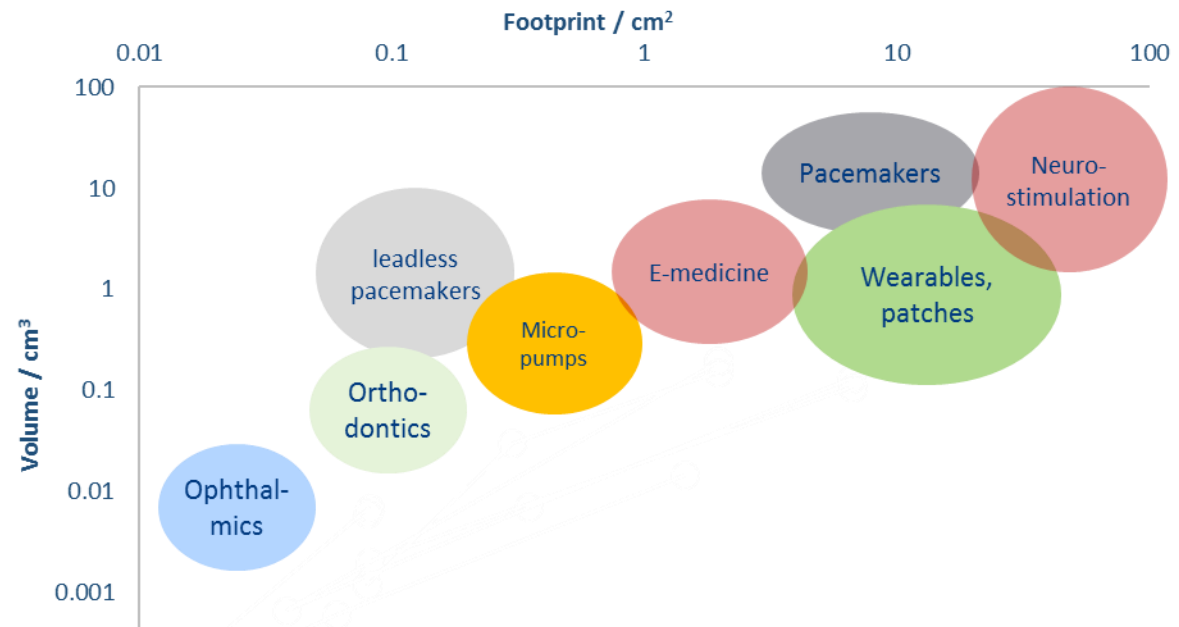 Footprint / cm²
0.01 0.1 1 10 100
100
10
1
0.1
0.01
0.001
Volume / cm³
Pacemakers
Neuro-
stimulation
leadless
pacemakers
E-medicine
Wearables,
patches
Micro-
pumps
Ortho-
dontics
Ophthal-
mics